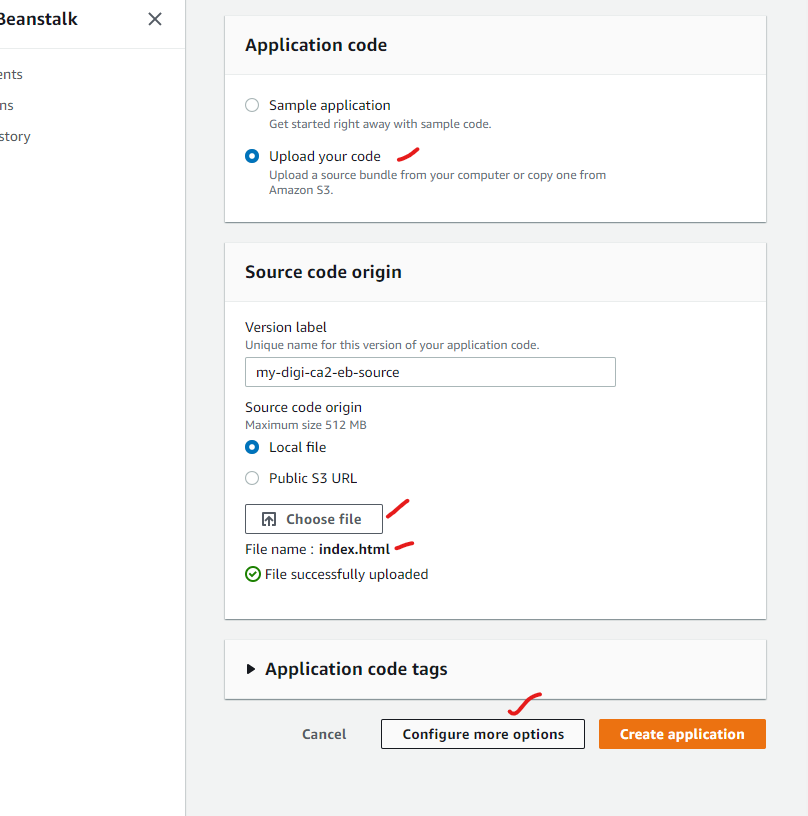 Beanstalk
ents
ns
story
Application code
Sample application
Get started right away with sample code.
Upload your code
Upload a source bundle from your computer or copy one from
Amazon S3.
Source code origin
Version label
Unique name for this version of your application code.
my-digi-ca2-eb-source
Source code origin
Maximum size 512 MB
Local file
Public S3 URL
Choose file
File name : index.html
File successfully uploaded
Application code tags
Cancel
Configure more options
Create application